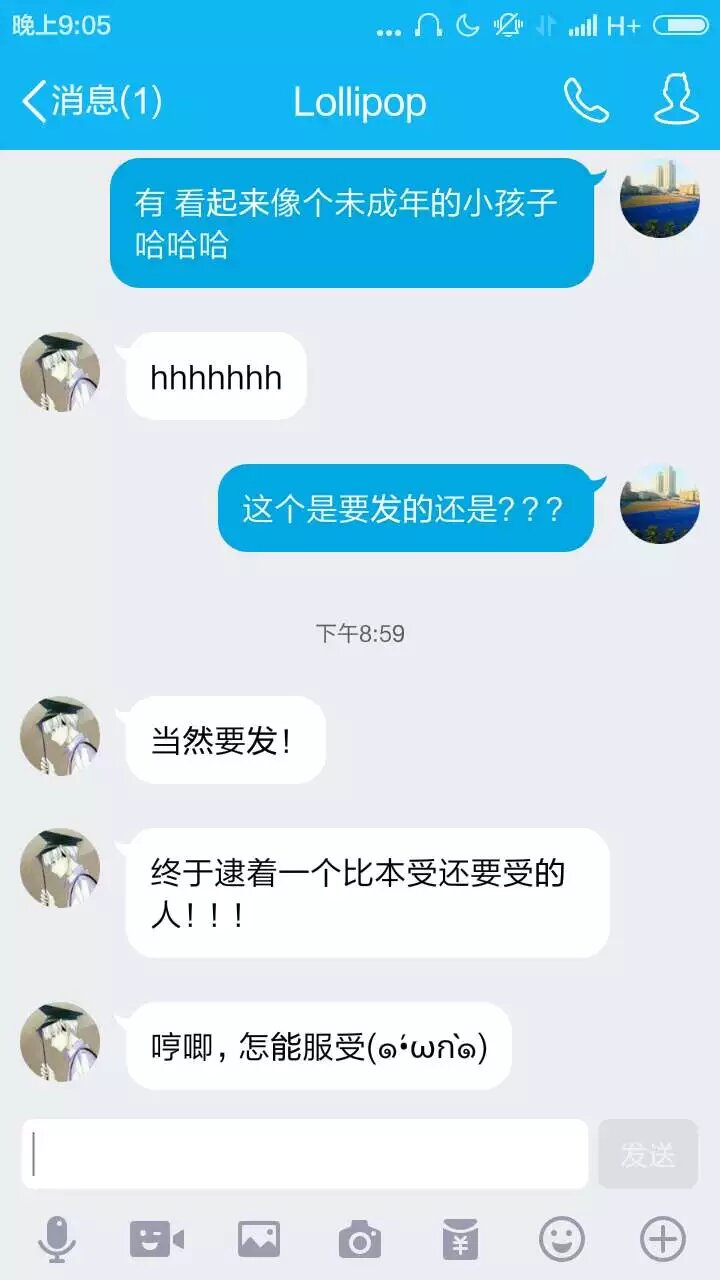 晚上9:05
H+
消息(1)
Lollipop
有 看起来像个未成年的小孩子
哈哈哈
hhhhhhh
这个是要发的还是？？？
下午8:59
当然要发！
终于逮着一个比本受还要受的
人！！！
哼唧，怎能服受(๑•́ωก̀๑)
发送